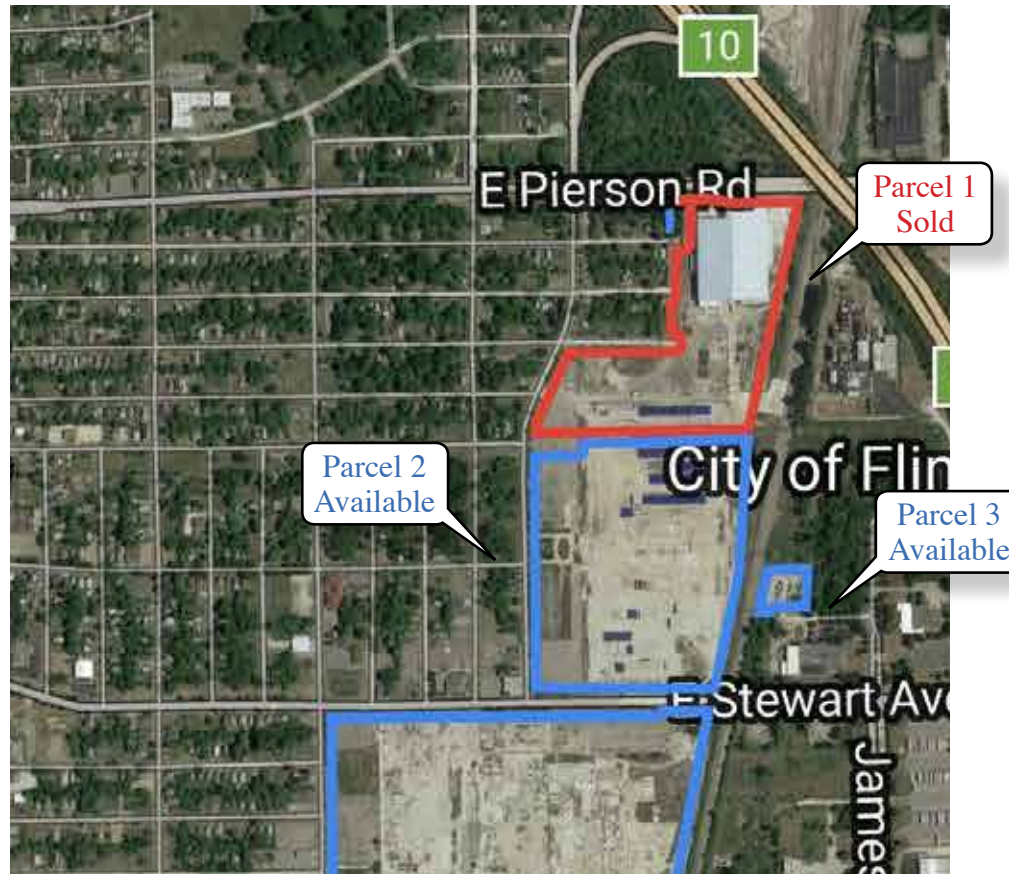 10
E Pierson Rd
Parcel 1
Sold
Parcel 2
Available
City of Flin
Parcel 3
Available
E Stewart Ave
James